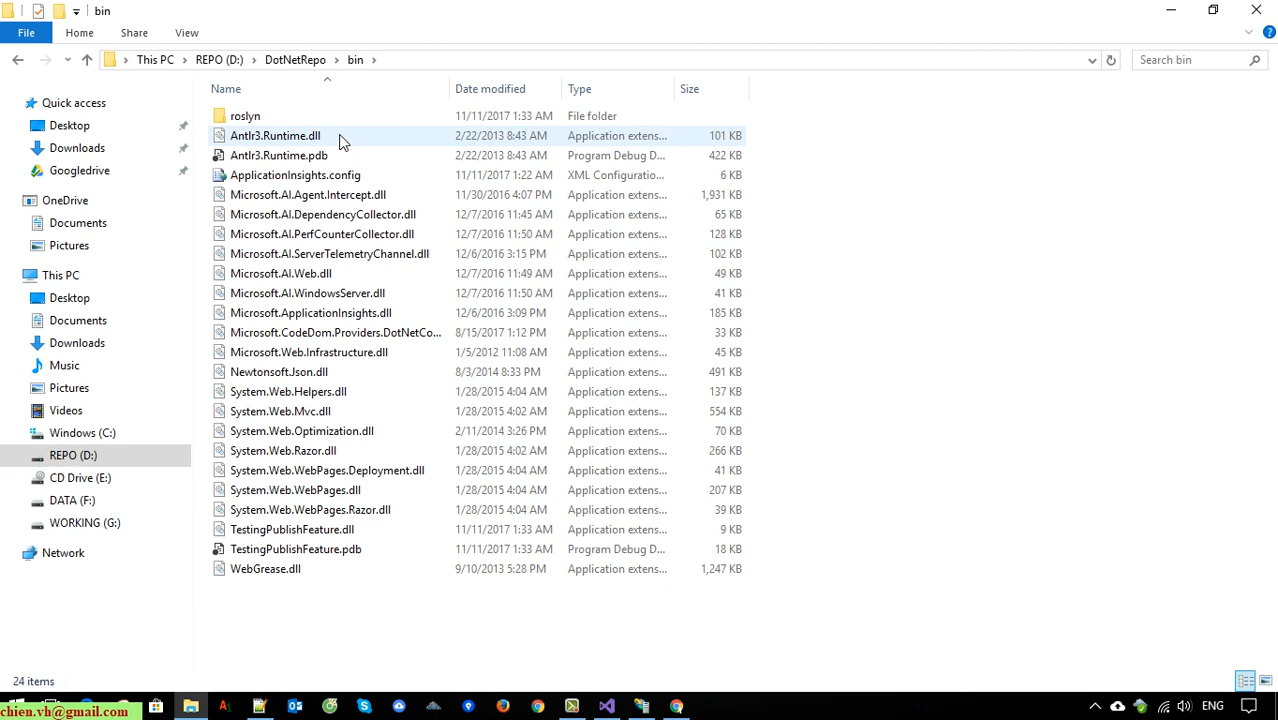 bin
File
Home
Share
View
This PC
REPO (D:)
DotNetRepo
bin
Search bin
Name
Date modified
Type
Size
Quick access
Desktop
Downloads
Googledrive
OneDrive
Documents
Pictures
This PC
Desktop
Documents
Downloads
Music
Pictures
Videos
Windows (C:)
REPO (D:)
CD Drive (E:)
DATA (F:)
WORKING (G:)
Network
roslyn 11/11/2017 1:33 AM File folder
Antlr3.Runtime.dll 2/22/2013 8:43 AM Application extens... 101 KB
Antlr3.Runtime.pdb 2/22/2013 8:43 AM Program Debug D... 422 KB
ApplicationInsights.config 11/11/2017 1:22 AM XML Configuratio... 6 KB
Microsoft.AI.Agent.Intercept.dll 11/30/2016 4:07 PM Application extens... 1,931 KB
Microsoft.AI.DependencyCollector.dll 12/7/2016 11:45 AM Application extens... 65 KB
Microsoft.AI.PerfCounterCollector.dll 12/7/2016 11:50 AM Application extens... 128 KB
Microsoft.AI.ServerTelemetryChannel.dll 12/6/2016 3:15 PM Application extens... 102 KB
Microsoft.AI.Web.dll 12/7/2016 11:49 AM Application extens... 49 KB
Microsoft.AI.WindowsServer.dll 12/7/2016 11:50 AM Application extens... 41 KB
Microsoft.ApplicationInsights.dll 12/6/2016 3:09 PM Application extens... 185 KB
Microsoft.CodeDom.Providers.DotNetCo... 8/15/2017 1:12 PM Application extens... 33 KB
Microsoft.Web.Infrastructure.dll 1/5/2012 11:08 AM Application extens... 45 KB
Newtonsoft.Json.dll 8/3/2014 8:33 PM Application extens... 491 KB
System.Web.Helpers.dll 1/28/2015 4:04 AM Application extens... 137 KB
System.Web.Mvc.dll 1/28/2015 4:02 AM Application extens... 554 KB
System.Web.Optimization.dll 2/11/2014 3:26 PM Application extens... 70 KB
System.Web.Razor.dll 1/28/2015 4:02 AM Application extens... 266 KB
System.Web.WebPages.Deployment.dll 1/28/2015 4:04 AM Application extens... 41 KB
System.Web.WebPages.dll 1/28/2015 4:04 AM Application extens... 207 KB
System.Web.WebPages.Razor.dll 1/28/2015 4:04 AM Application extens... 39 KB
TestingPublishFeature.dll 11/11/2017 1:33 AM Application extens... 9 KB
TestingPublishFeature.pdb 11/11/2017 1:33 AM Program Debug D... 18 KB
WebGrease.dll 9/10/2013 5:28 PM Application extens... 1,247 KB
24 items
chien.vh@gmail.com
ENG